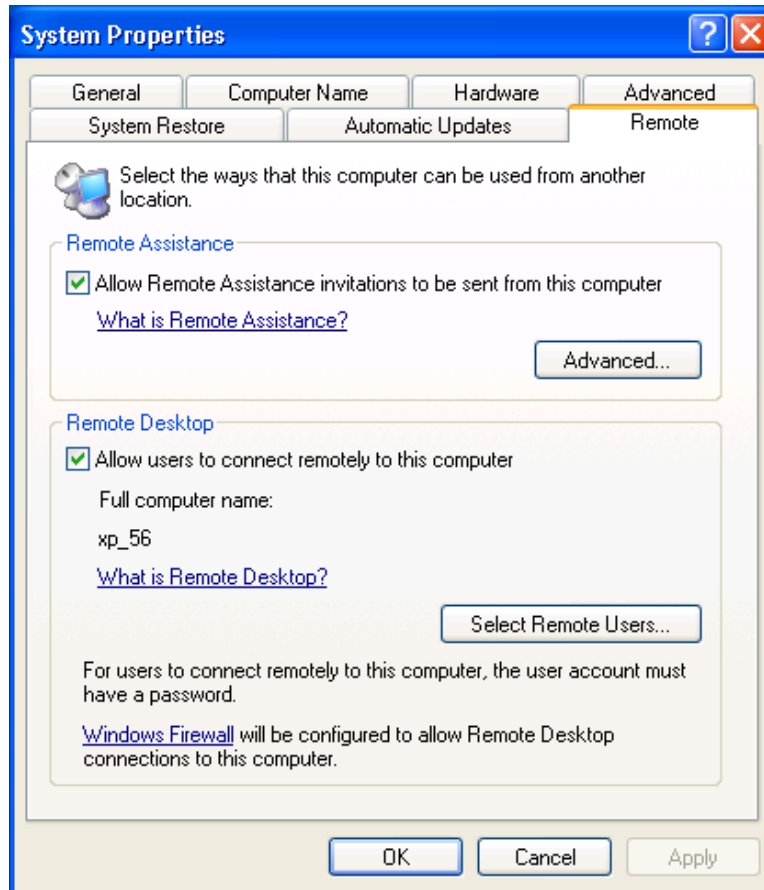 System Properties
General Computer Name Hardware Advanced
System Restore Automatic Updates Remote
Select the ways that this computer can be used from another
location.
Remote Assistance
Allow Remote Assistance invitations to be sent from this computer
What is Remote Assistance?
Advanced...
Remote Desktop
Allow users to connect remotely to this computer
Full computer name:
xp_56
What is Remote Desktop?
Select Remote Users...
For users to connect remotely to this computer, the user account must
have a password.
Windows Firewall will be configured to allow Remote Desktop
connections to this computer.
OK Cancel Apply